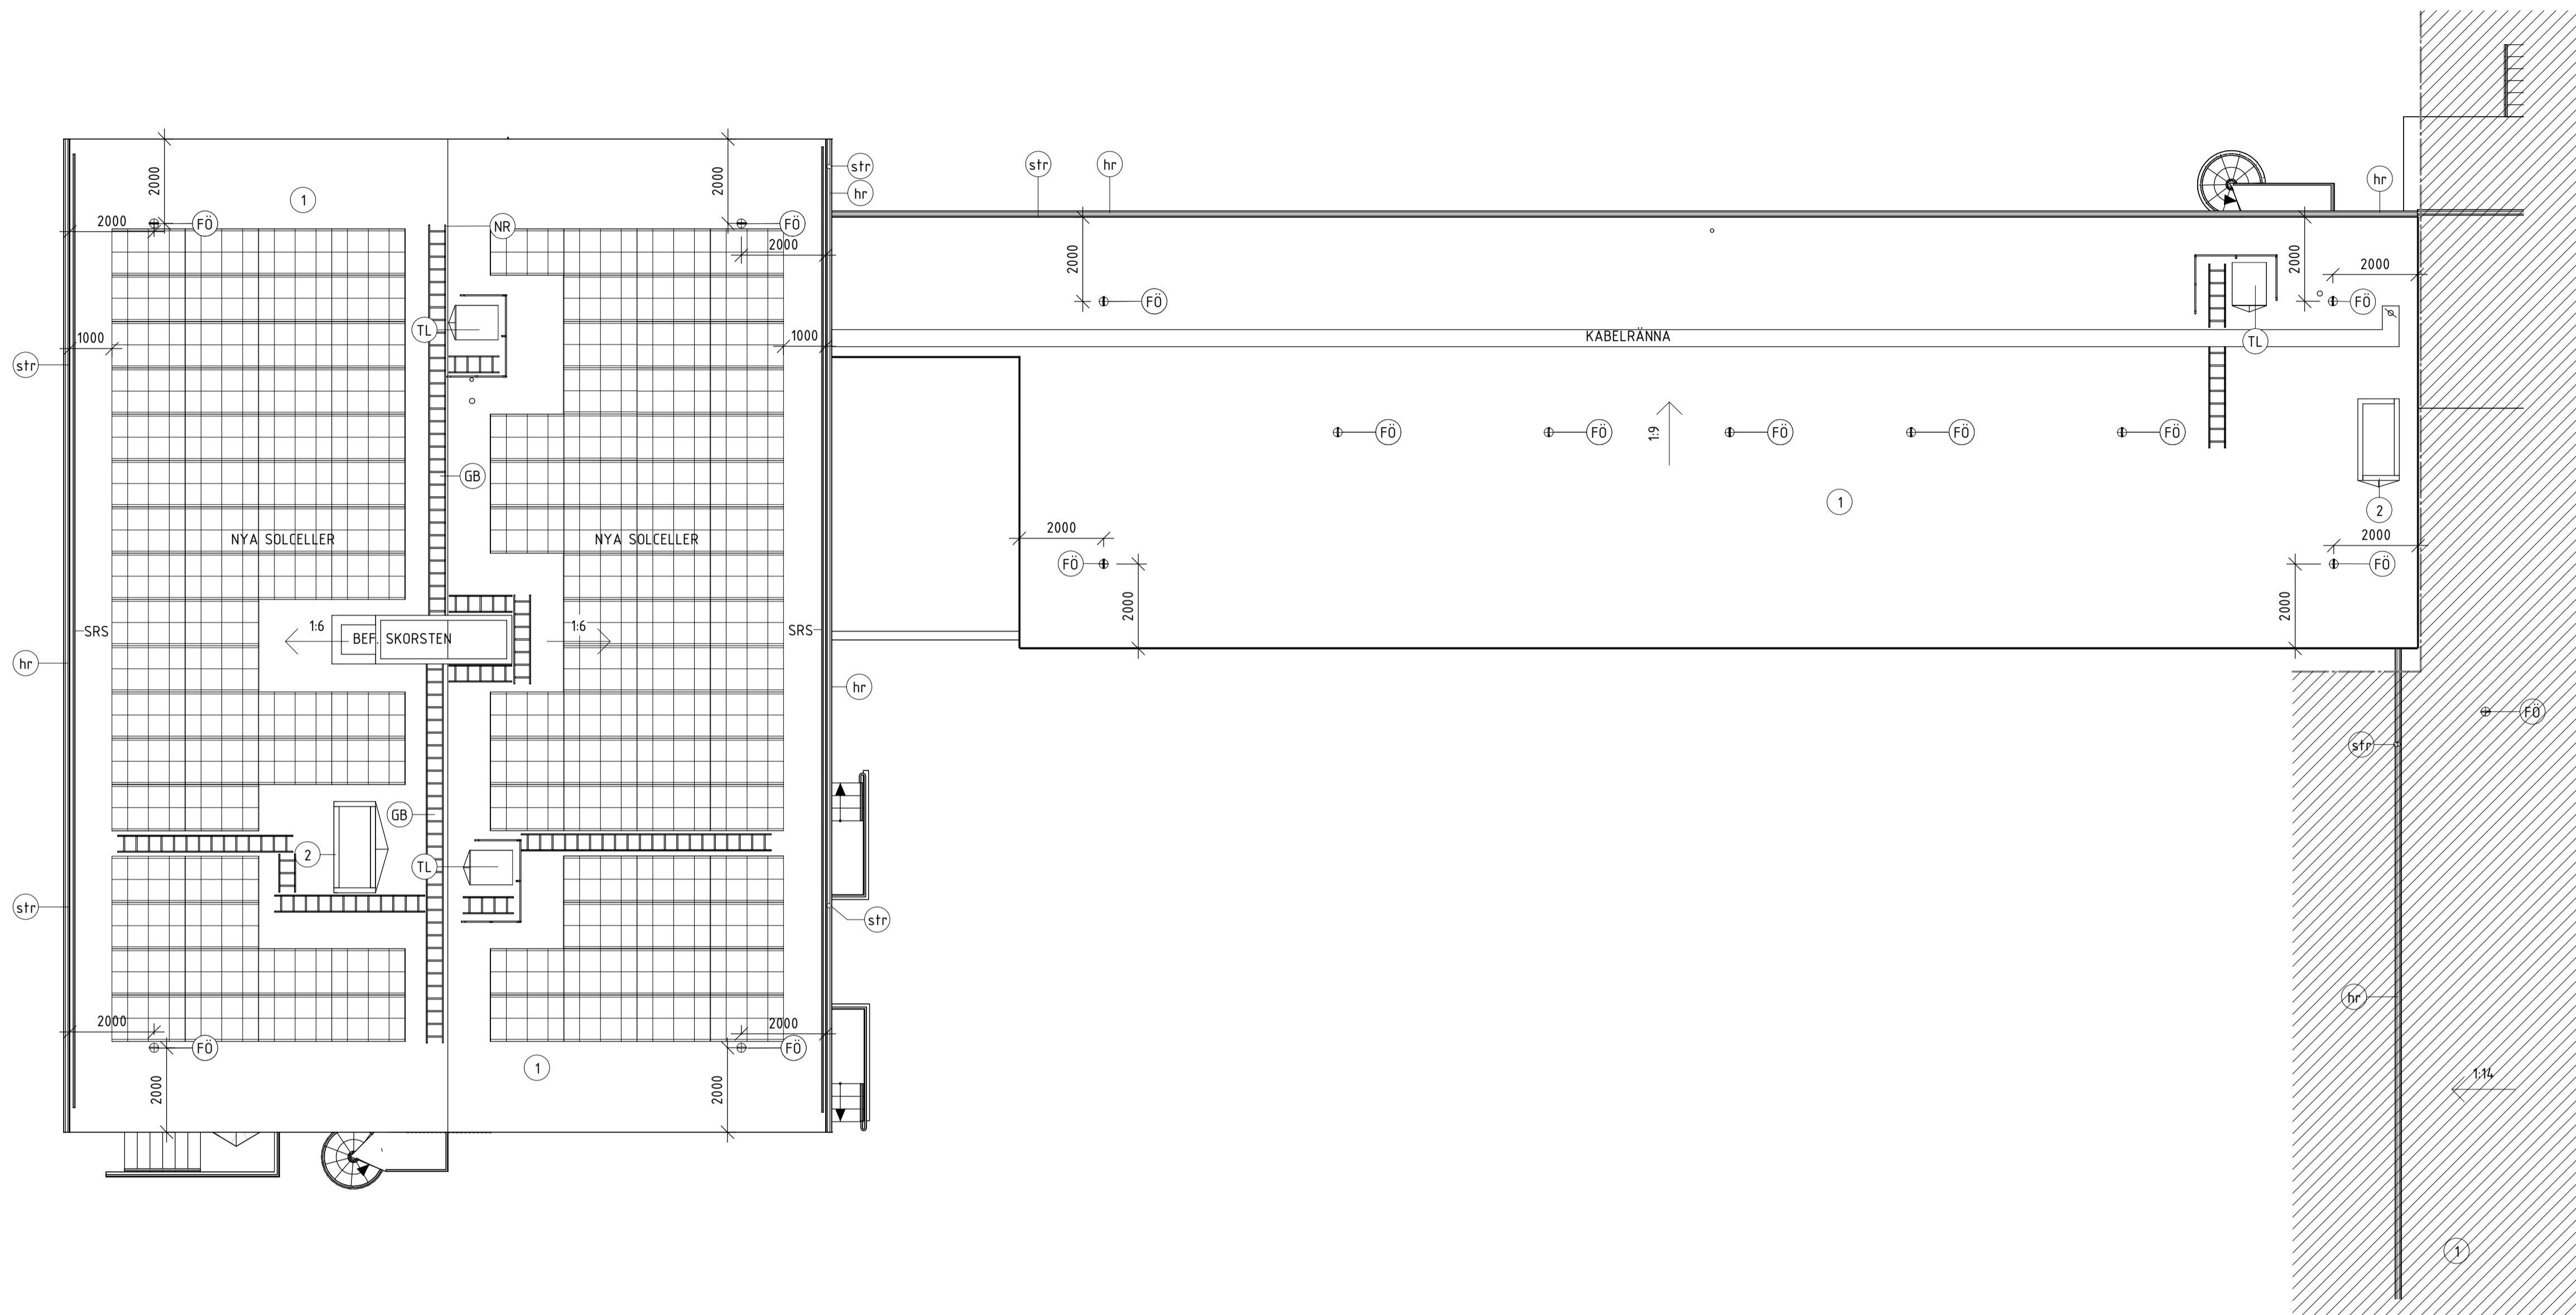 2000
1
2000
str
hr
str
hr
hr
2000
FÖ
NR
FÖ
2000
2000
2000
2000
FÖ
FÖ
1000
TL
1000
KABELRÄNNA
TL
str
FÖ
FÖ
1:9
FÖ
FÖ
FÖ
GB
1
2
NYA SOLCELLER
NYA SOLCELLER
2000
2000
FÖ
FÖ
2000
2000
SRS
1:6
BEF. SKORSTEN
1:6
SRS
hr
hr
FÖ
str
GB
2
TL
str
str
hr
2000
2000
FÖ
FÖ
1
2000
2000
1:14
1